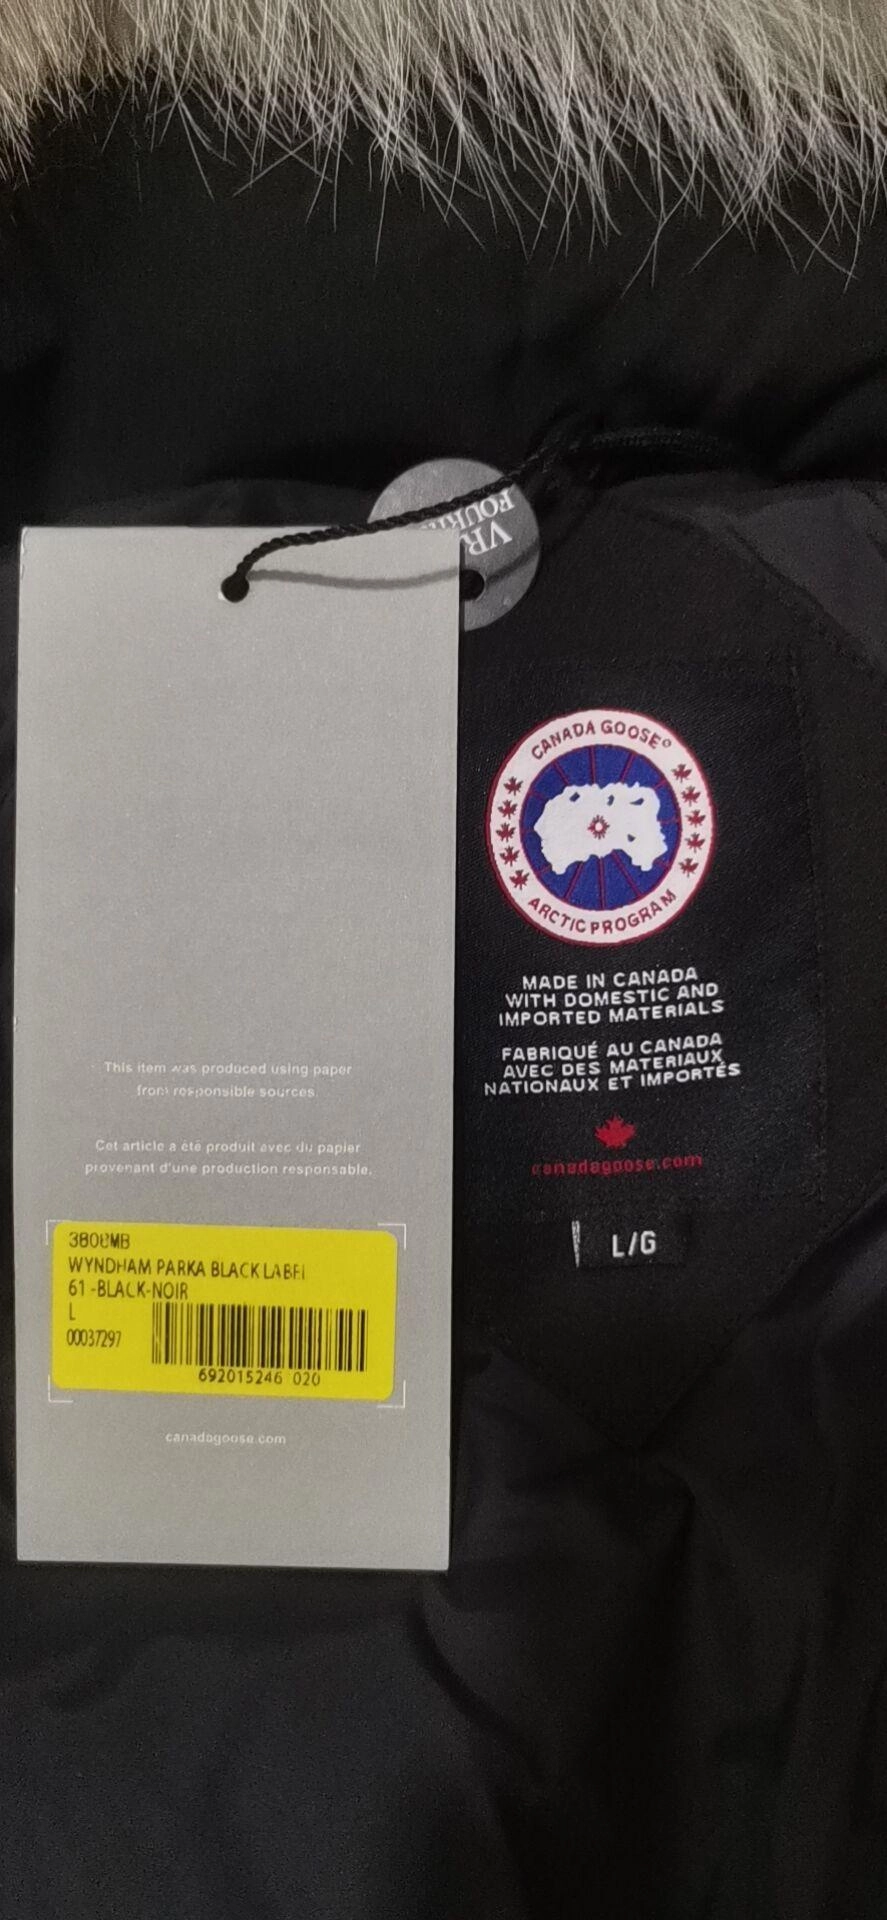 VR
FOURR
This item was produced using paper
from responsible sources.
Cet article a été produit avec du papier
provenant d'une production responsable.
3808MB
WYNDHAM PARKA BLACK LABEL
61 -BLACK-NOIR
L
00037297
692015246 020
canadagoose.com
CANADA GOOSE®
ARCTIC PROGRAM
MADE IN CANADA
WITH DOMESTIC AND
IMPORTED MATERIALS
FABRIQUÉ AU CANADA
AVEC DES MATERIAUX
NATIONAUX ET IMPORTÉS
canadagoose.com
L/G